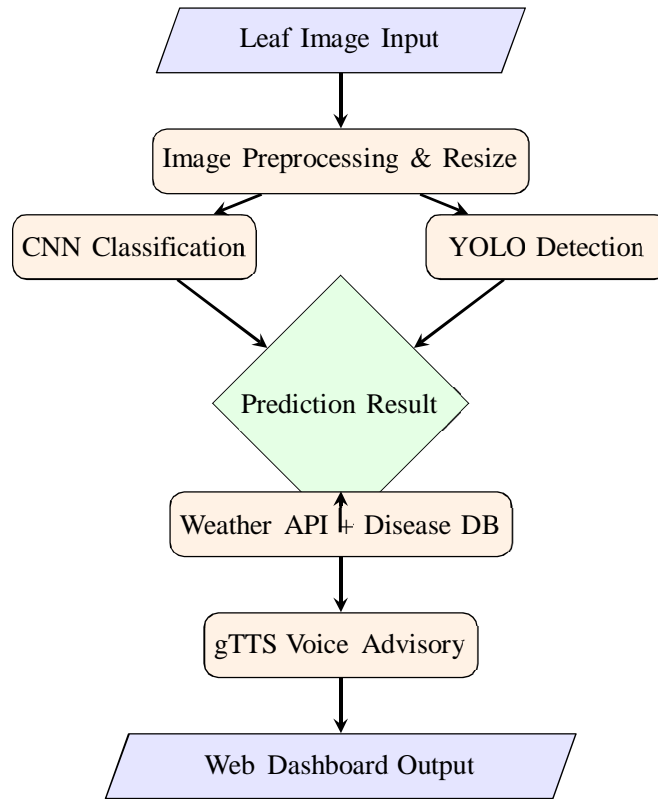 Leaf Image Input
Image Preprocessing & Resize
CNN Classification
YOLO Detection
Prediction Result
Weather API + Disease DB
gTTS Voice Advisory
Web Dashboard Output